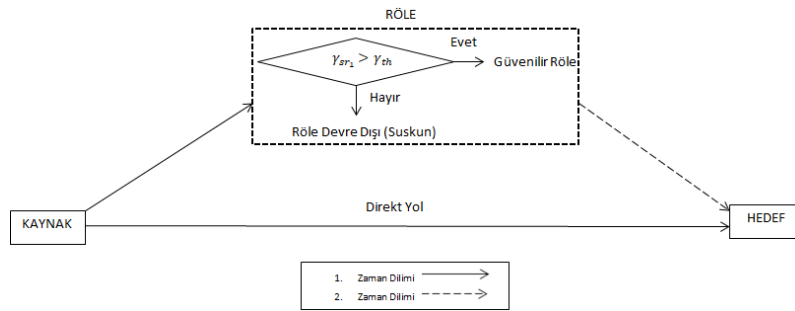 RÖLE
γsr₁ > γth
Evet
Güvenilir Röle
Hayır
Röle Devre Dışı (Suskun)
Direkt Yol
KAYNAK
HEDEF
1. Zaman Dilimi
2. Zaman Dilimi